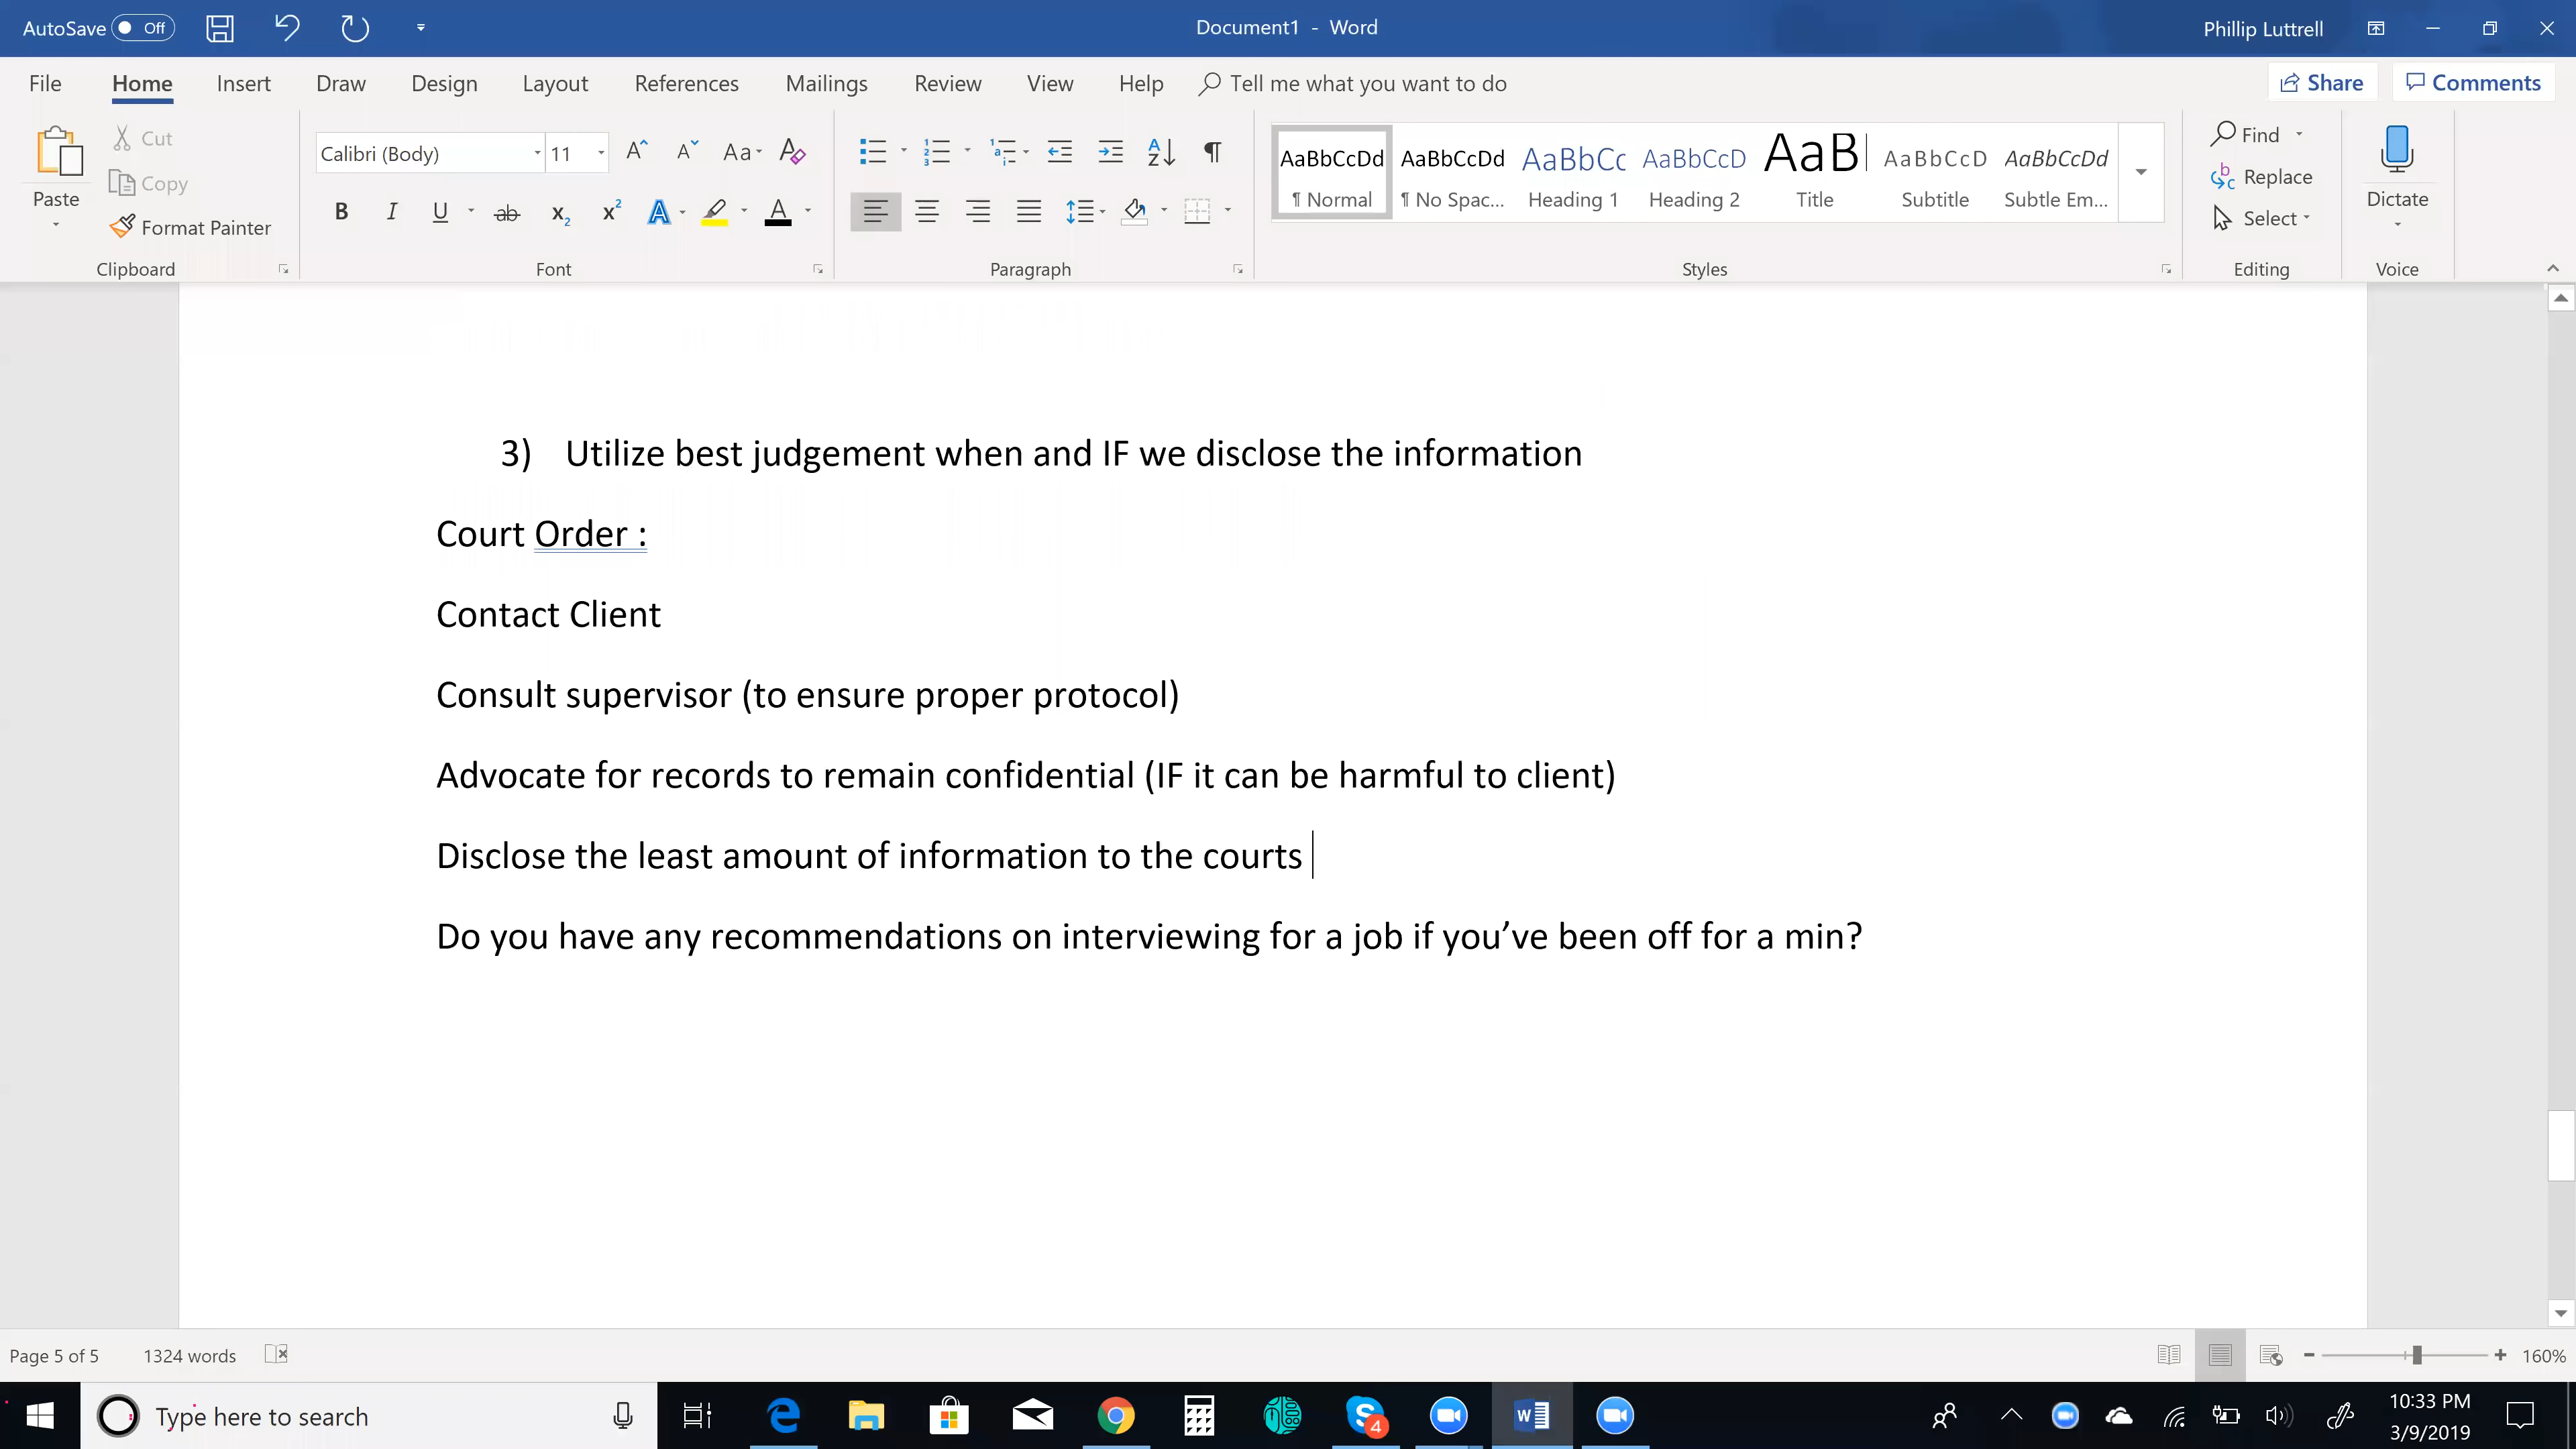 AutoSave Off Document1 - Word Phillip Luttrell
File Home Insert Draw Design Layout References Mailings Review View Help Tell me what you want to do Share Comments
Paste Cut Copy Format Painter Clipboard
Calibri (Body) 11 Font
Paragraph
AaBbCcDd AaBbCcDd AaBbCc AaBbCcD AaB AaBbCcD AaBbCcDd
¶ Normal ¶ No Spac... Heading 1 Heading 2 Title Subtitle Subtle Em...
Styles
Find Replace Select Editing
Dictate Voice
3) Utilize best judgement when and IF we disclose the information
Court Order :
Contact Client
Consult supervisor (to ensure proper protocol)
Advocate for records to remain confidential (IF it can be harmful to client)
Disclose the least amount of information to the courts
Do you have any recommendations on interviewing for a job if you’ve been off for a min?
Page 5 of 5 1324 words 160%
Type here to search 4 10:33 PM
3/9/2019